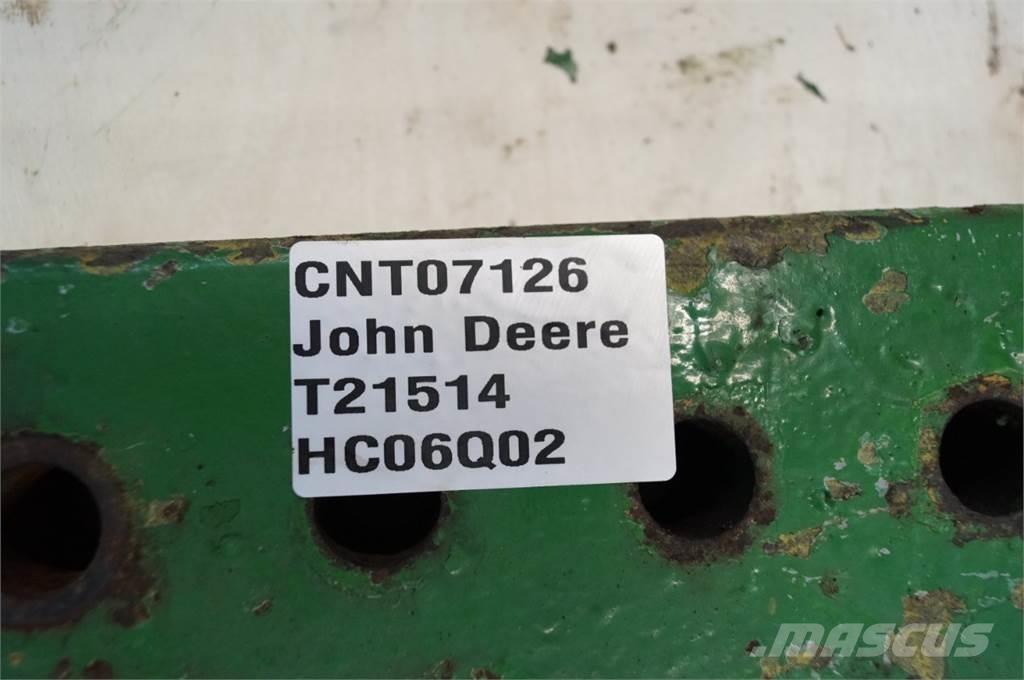 CNT07126
John Deere
T21514
HC06Q02
MASCUS